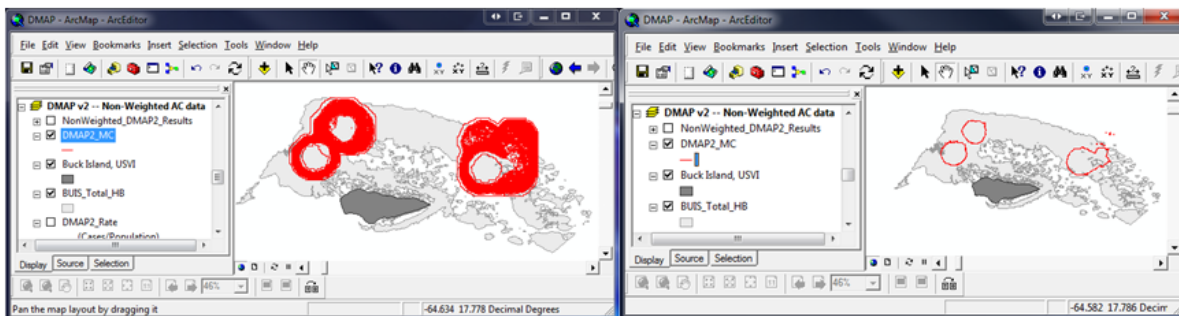 DMAP - ArcMap - ArcEditor
File Edit View Bookmarks Insert Selection Tools Window Help
DMAP v2 -- Non-Weighted AC data
NonWeighted_DMAP2_Results
DMAP2_MC
Buck Island, USVI
BUIS_Total_HB
DMAP2_Rate
(Cases/Population)
Display Source Selection
46%
Pan the map layout by dragging it
-64.634 17.778 Decimal Degrees
DMAP - ArcMap - ArcEditor
File Edit View Bookmarks Insert Selection Tools Window Help
DMAP v2 -- Non-Weighted AC data
NonWeighted_DMAP2_Results
DMAP2_MC
Buck Island, USVI
BUIS_Total_HB
Display Source Selection
46%
-64.582 17.786